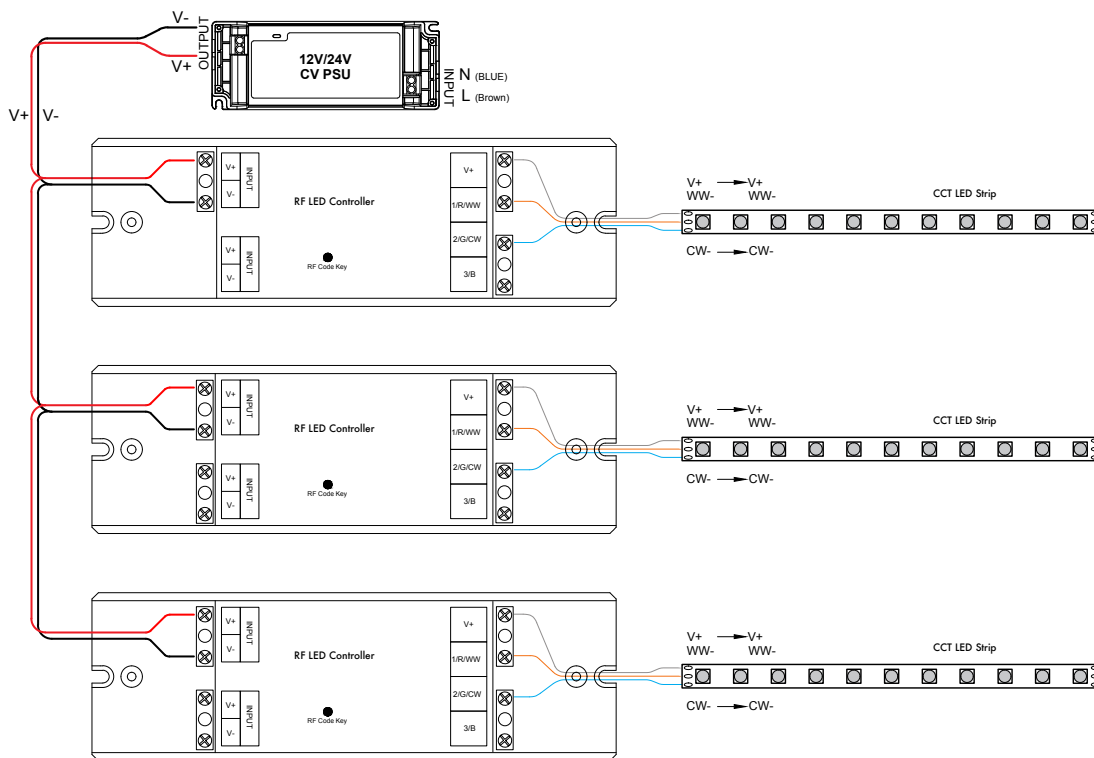 V-
OUTPUT
V+
12V/24V
CV PSU
INPUT
N (BLUE)
L (Brown)
V+ V-
V+
V-
INPUT
RF LED Controller
V+
1/R/WW
2/G/CW
3/B
V+
V-
INPUT
RF Code Key
V+ V+
WW- WW-
CW- CW-
CCT LED Strip
V+
V-
INPUT
RF LED Controller
V+
1/R/WW
2/G/CW
3/B
V+
V-
INPUT
RF Code Key
V+ V+
WW- WW-
CW- CW-
CCT LED Strip
V+
V-
INPUT
RF LED Controller
V+
1/R/WW
2/G/CW
3/B
V+
V-
INPUT
RF Code Key
V+ V+
WW- WW-
CW- CW-
CCT LED Strip